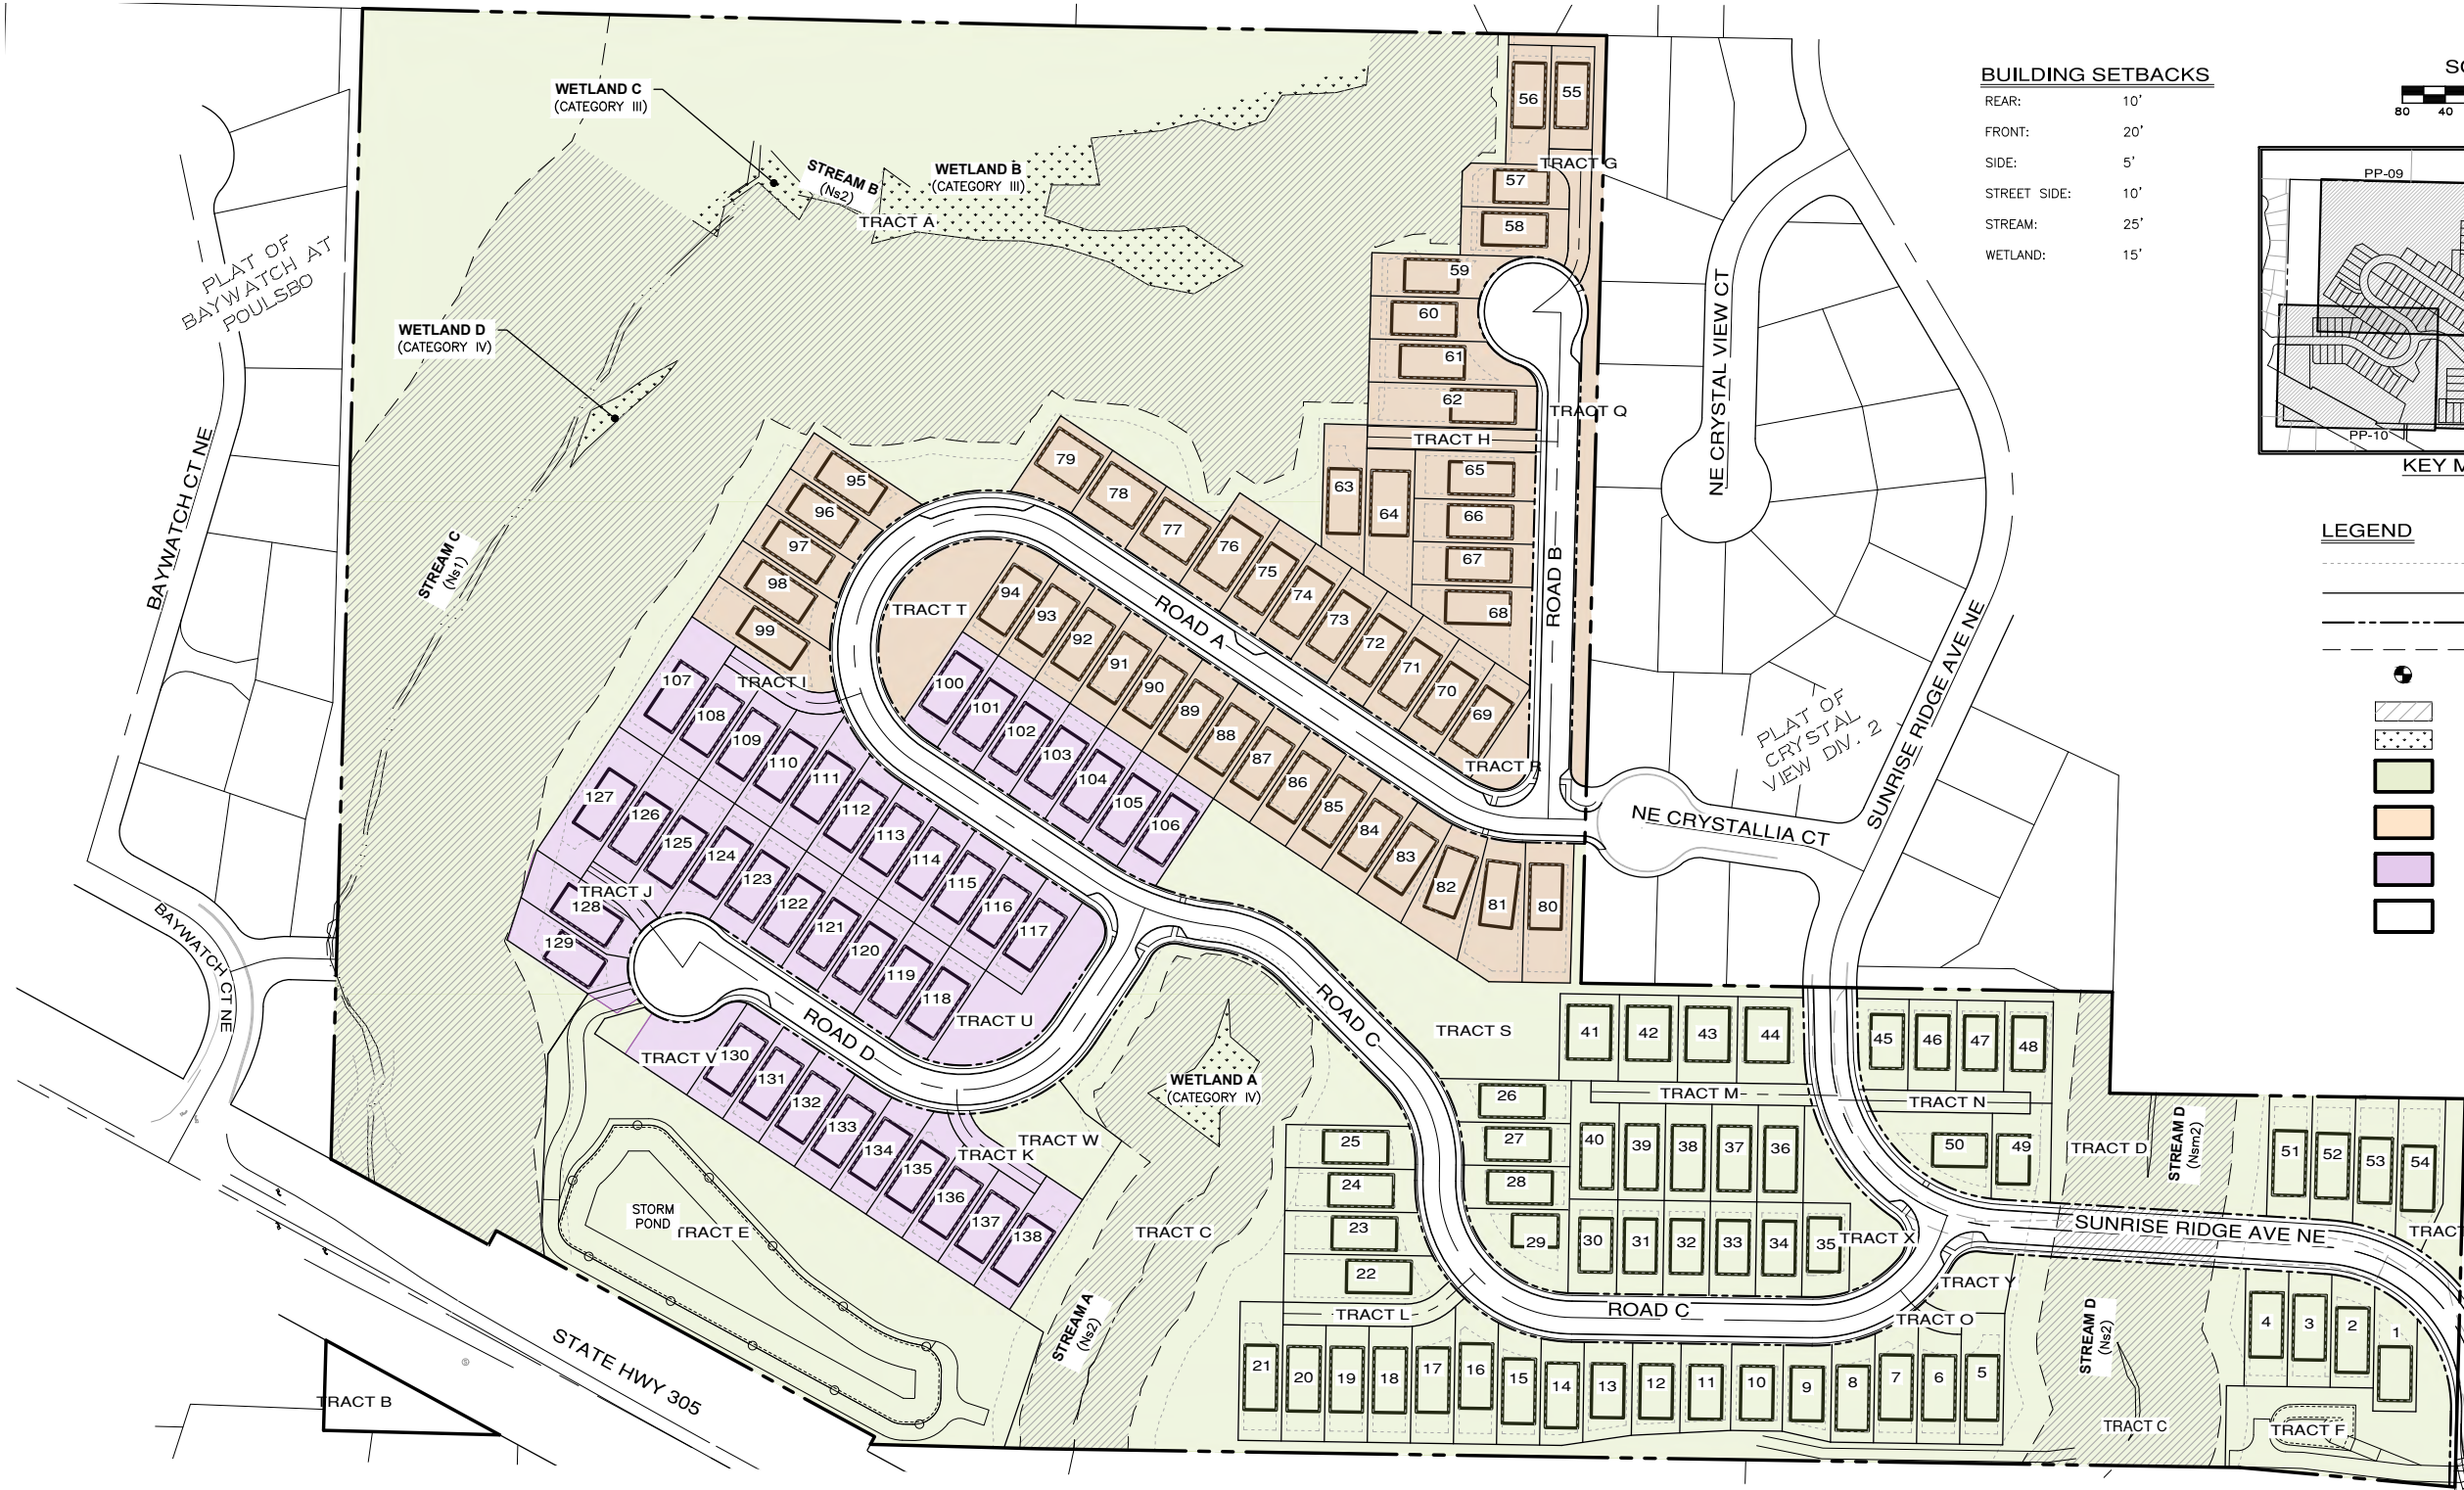 WETLAND C
(CATEGORY III)
STREAM B
(Ns2)
WETLAND B
(CATEGORY III)
TRACT A
56
55
TRACT G
57
58
59
60
61
62
TRACT Q
TRACT H
63
64
65
66
67
68
ROAD B
PLAT OF
BAYWATCH AT
POULSBO
WETLAND D
(CATEGORY IV)
BAYWATCH CT NE
STREAM C
(Ns1)
BAYWATCH CT NE
NE CRYSTAL VIEW CT
BUILDING SETBACKS
REAR: 10'
FRONT: 20'
SIDE: 5'
STREET SIDE: 10'
STREAM: 25'
WETLAND: 15'
80 40
PP-09
PP-10
LEGEND
79
78
77
76
75
74
73
72
71
70
69
TRACT R
95
96
97
98
99
TRACT T
ROAD A
94
93
92
91
90
89
88
87
86
85
84
83
82
81
80
100
101
102
103
104
105
106
TRACT I
107
108
109
110
111
112
113
114
115
116
117
127
126
125
124
123
122
121
120
119
118
TRACT J
128
129
TRACT U
ROAD D
TRACT V
130
131
132
133
134
135
136
137
138
TRACT W
TRACT K
STORM
POND
TRACT E
STATE HWY 305
TRACT B
PLAT OF
CRYSTAL
VIEW DIV. 2
SUNRISE RIDGE AVE NE
NE CRYSTALLIA CT
ROAD C
TRACT S
WETLAND A
(CATEGORY IV)
TRACT C
STREAM A
(Ns2)
41
42
43
44
45
46
47
48
TRACT M
TRACT N
26
27
28
29
25
24
23
22
40
39
38
37
36
50
49
30
31
32
33
34
35
TRACT X
TRACT D
STREAM D
(Nsm2)
51
52
53
54
SUNRISE RIDGE AVE NE
TRACT Y
TRACT L
ROAD C
TRACT O
21
20
19
18
17
16
15
14
13
12
11
10
9
8
7
6
5
STREAM D
(Ns2)
4
3
2
1
TRACT C
TRACT F